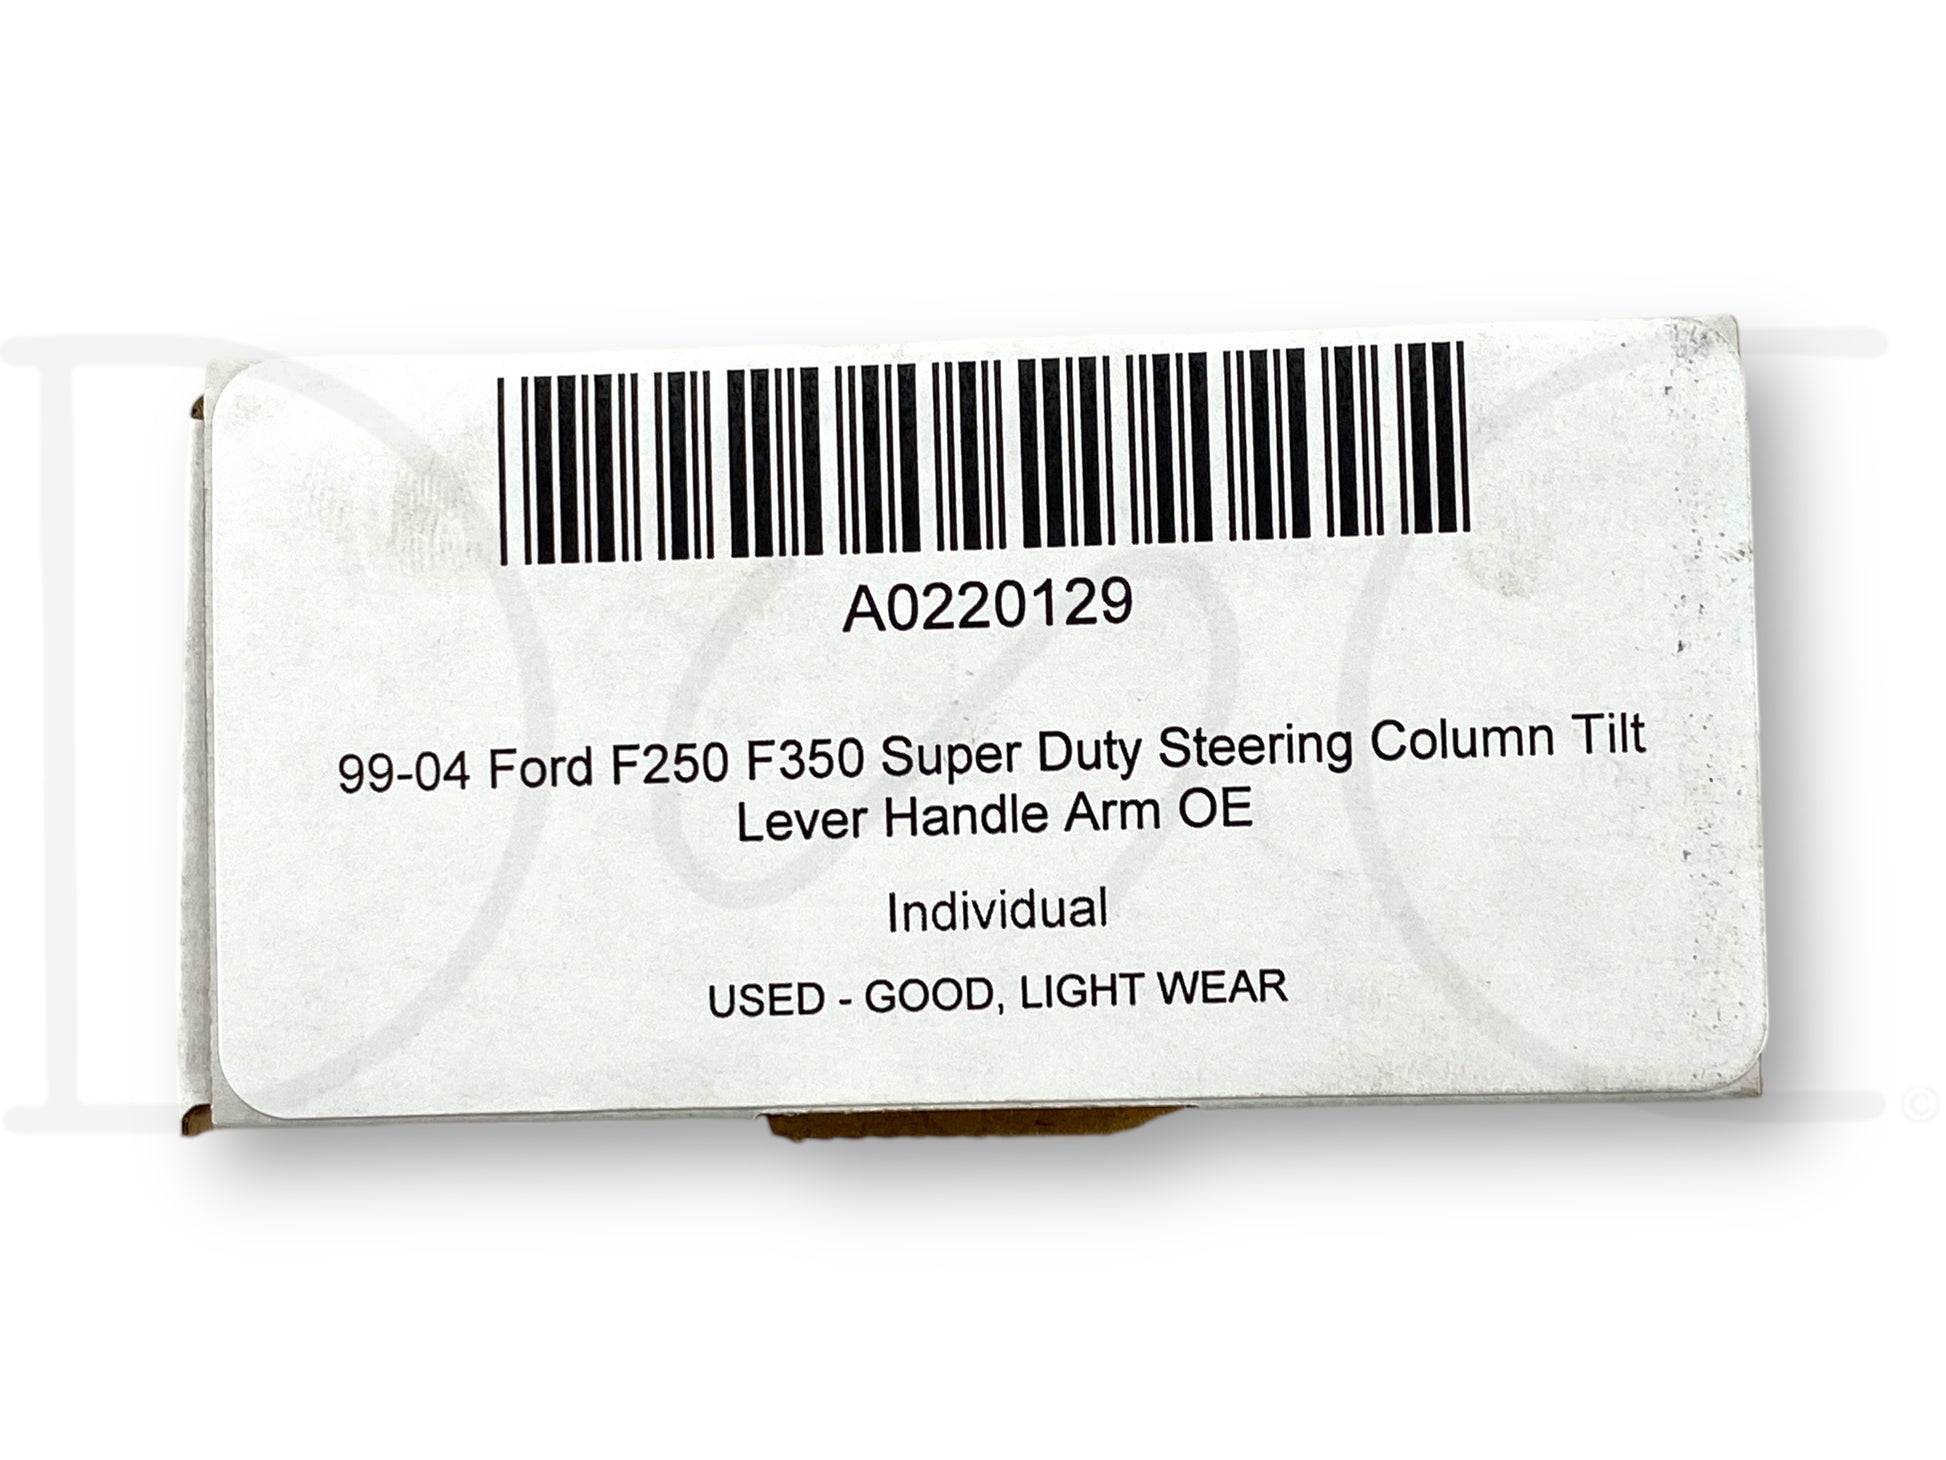 A0220129
99-04 Ford F250 F350 Super Duty Steering Column Tilt
Lever Handle Arm OE
Individual
USED - GOOD, LIGHT WEAR
©